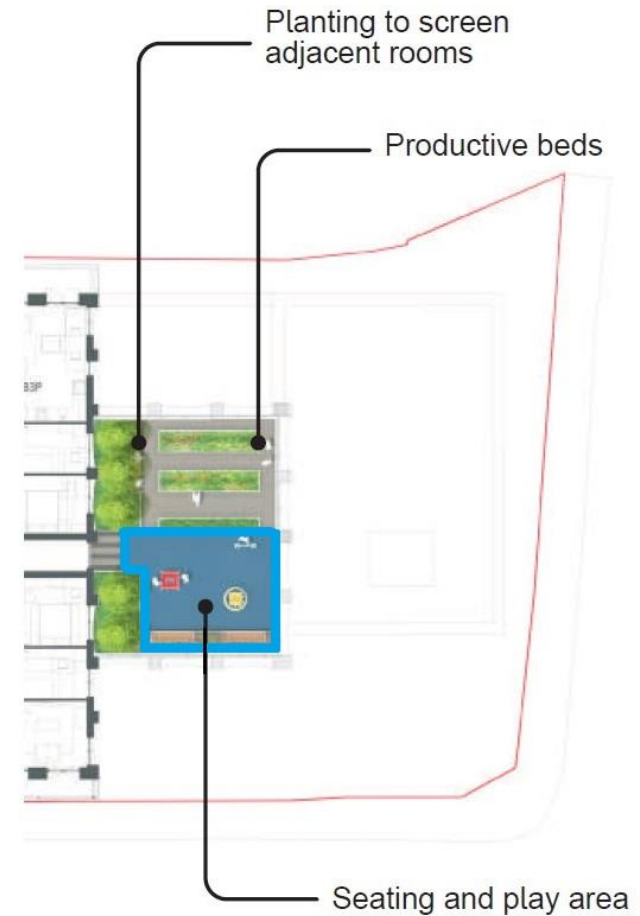 Planting to screen
adjacent rooms
Productive beds
Seating and play area